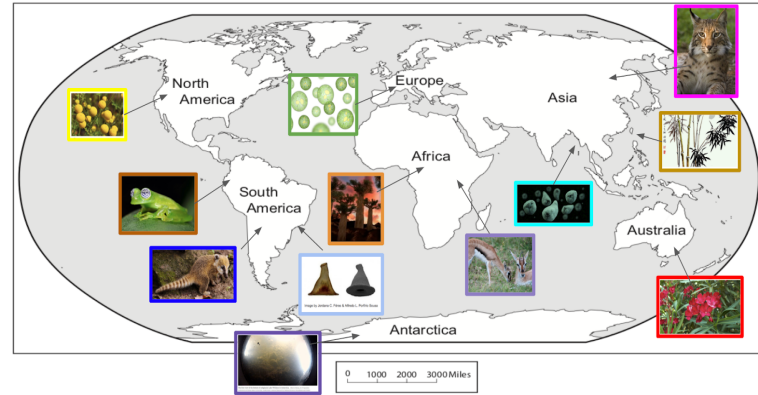 North
America
Europe
Asia
Africa
South
America
Australia
Antarctica
0 1000 2000 3000 Miles